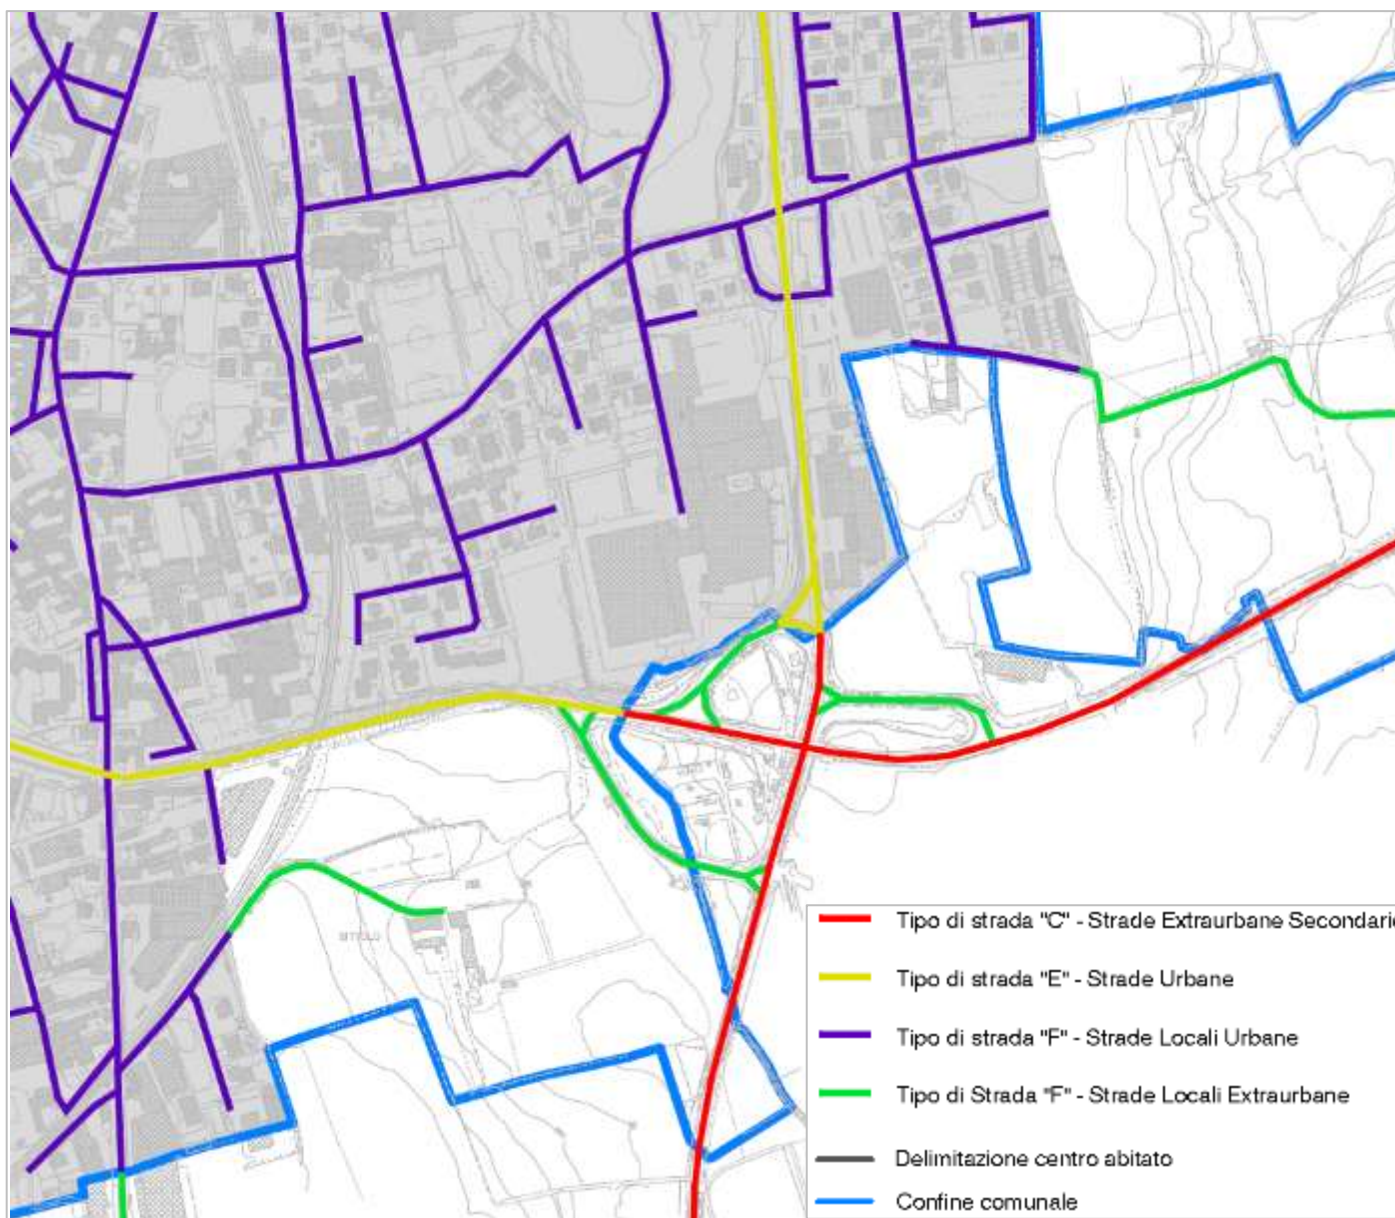 Tipo di strada "C" - Strade Extraurbane Secondarie
Tipo di strada "E" - Strade Urbane
Tipo di strada "F" - Strade Locali Urbane
Tipo di Strada "F" - Strade Locali Extraurbane
Delimitazione centro abitato
Confine comunale